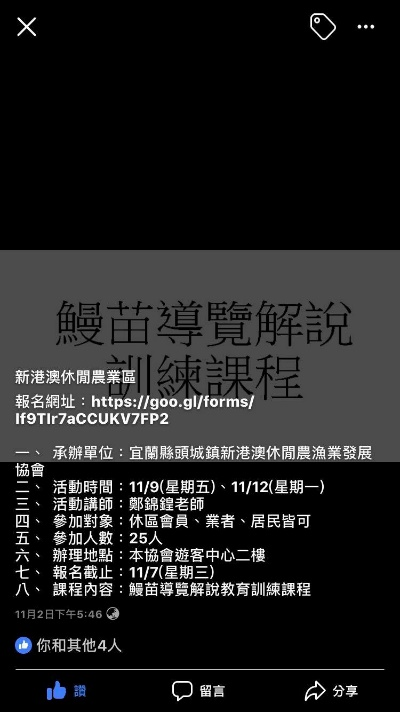 鰻苗導覽解說
訓練課程
新港澳休閒農業區
報名網址：https://goo.gl/forms/
If9TIr7aCCUKV7FP2
一、 承辦單位：宜蘭縣頭城鎮新港澳休閒農漁業發展
協會
二、 活動時間：11/9(星期五)、11/12(星期一)
三、 活動講師：鄭錦鍠老師
四、 參加對象：休區會員、業者、居民皆可
五、 參加人數：25人
六、 辦理地點：本協會遊客中心二樓
七、 報名截止：11/7(星期三)
八、 課程內容：鰻苗導覽解說教育訓練課程
11月2日下午5:46
你和其他4人
讚 留言 分享